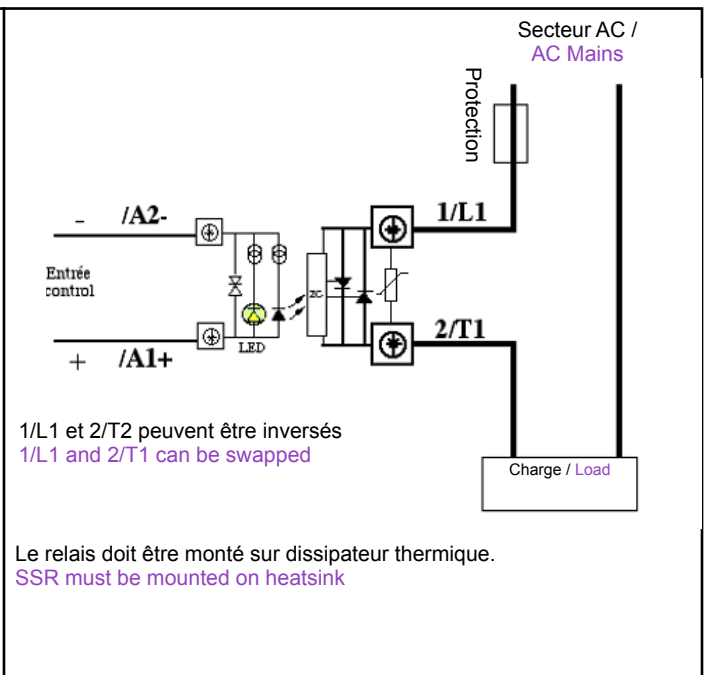 Secteur AC /
AC Mains
Protection
- /A2-
1/L1
Entrée
control
ZC
LED
2/T1
+ /A1+
1/L1 et 2/T2 peuvent être inversés
1/L1 and 2/T1 can be swapped
Charge / Load
Le relais doit être monté sur dissipateur thermique.
SSR must be mounted on heatsink